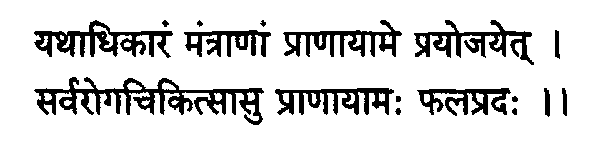 यथाधिकारं मंत्राणां प्राणायामे प्रयोजयेत् ।
सर्वरोगचिकित्सासु प्राणायामः फलप्रदः ।।